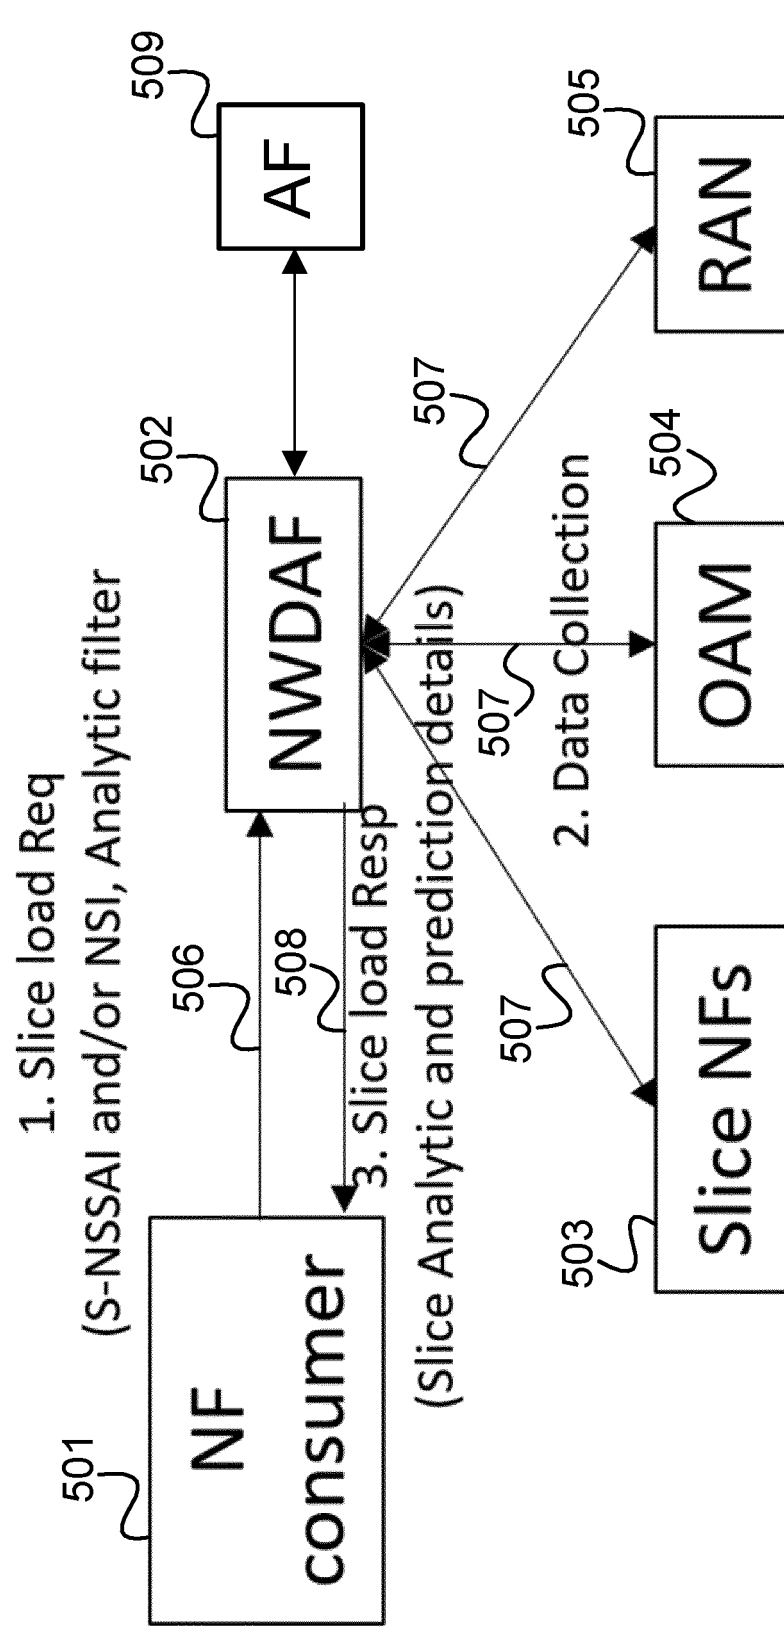 1. Slice load Req
(S-NSSAI and/or NSI, Analytic filter
501
NF
consumer
506
508
502
NWDAF
509
AF
3. Slice load Resp
(Slice Analytic and prediction details)
507
507
507
2. Data Collection
503
Slice NFs
504
OAM
505
RAN